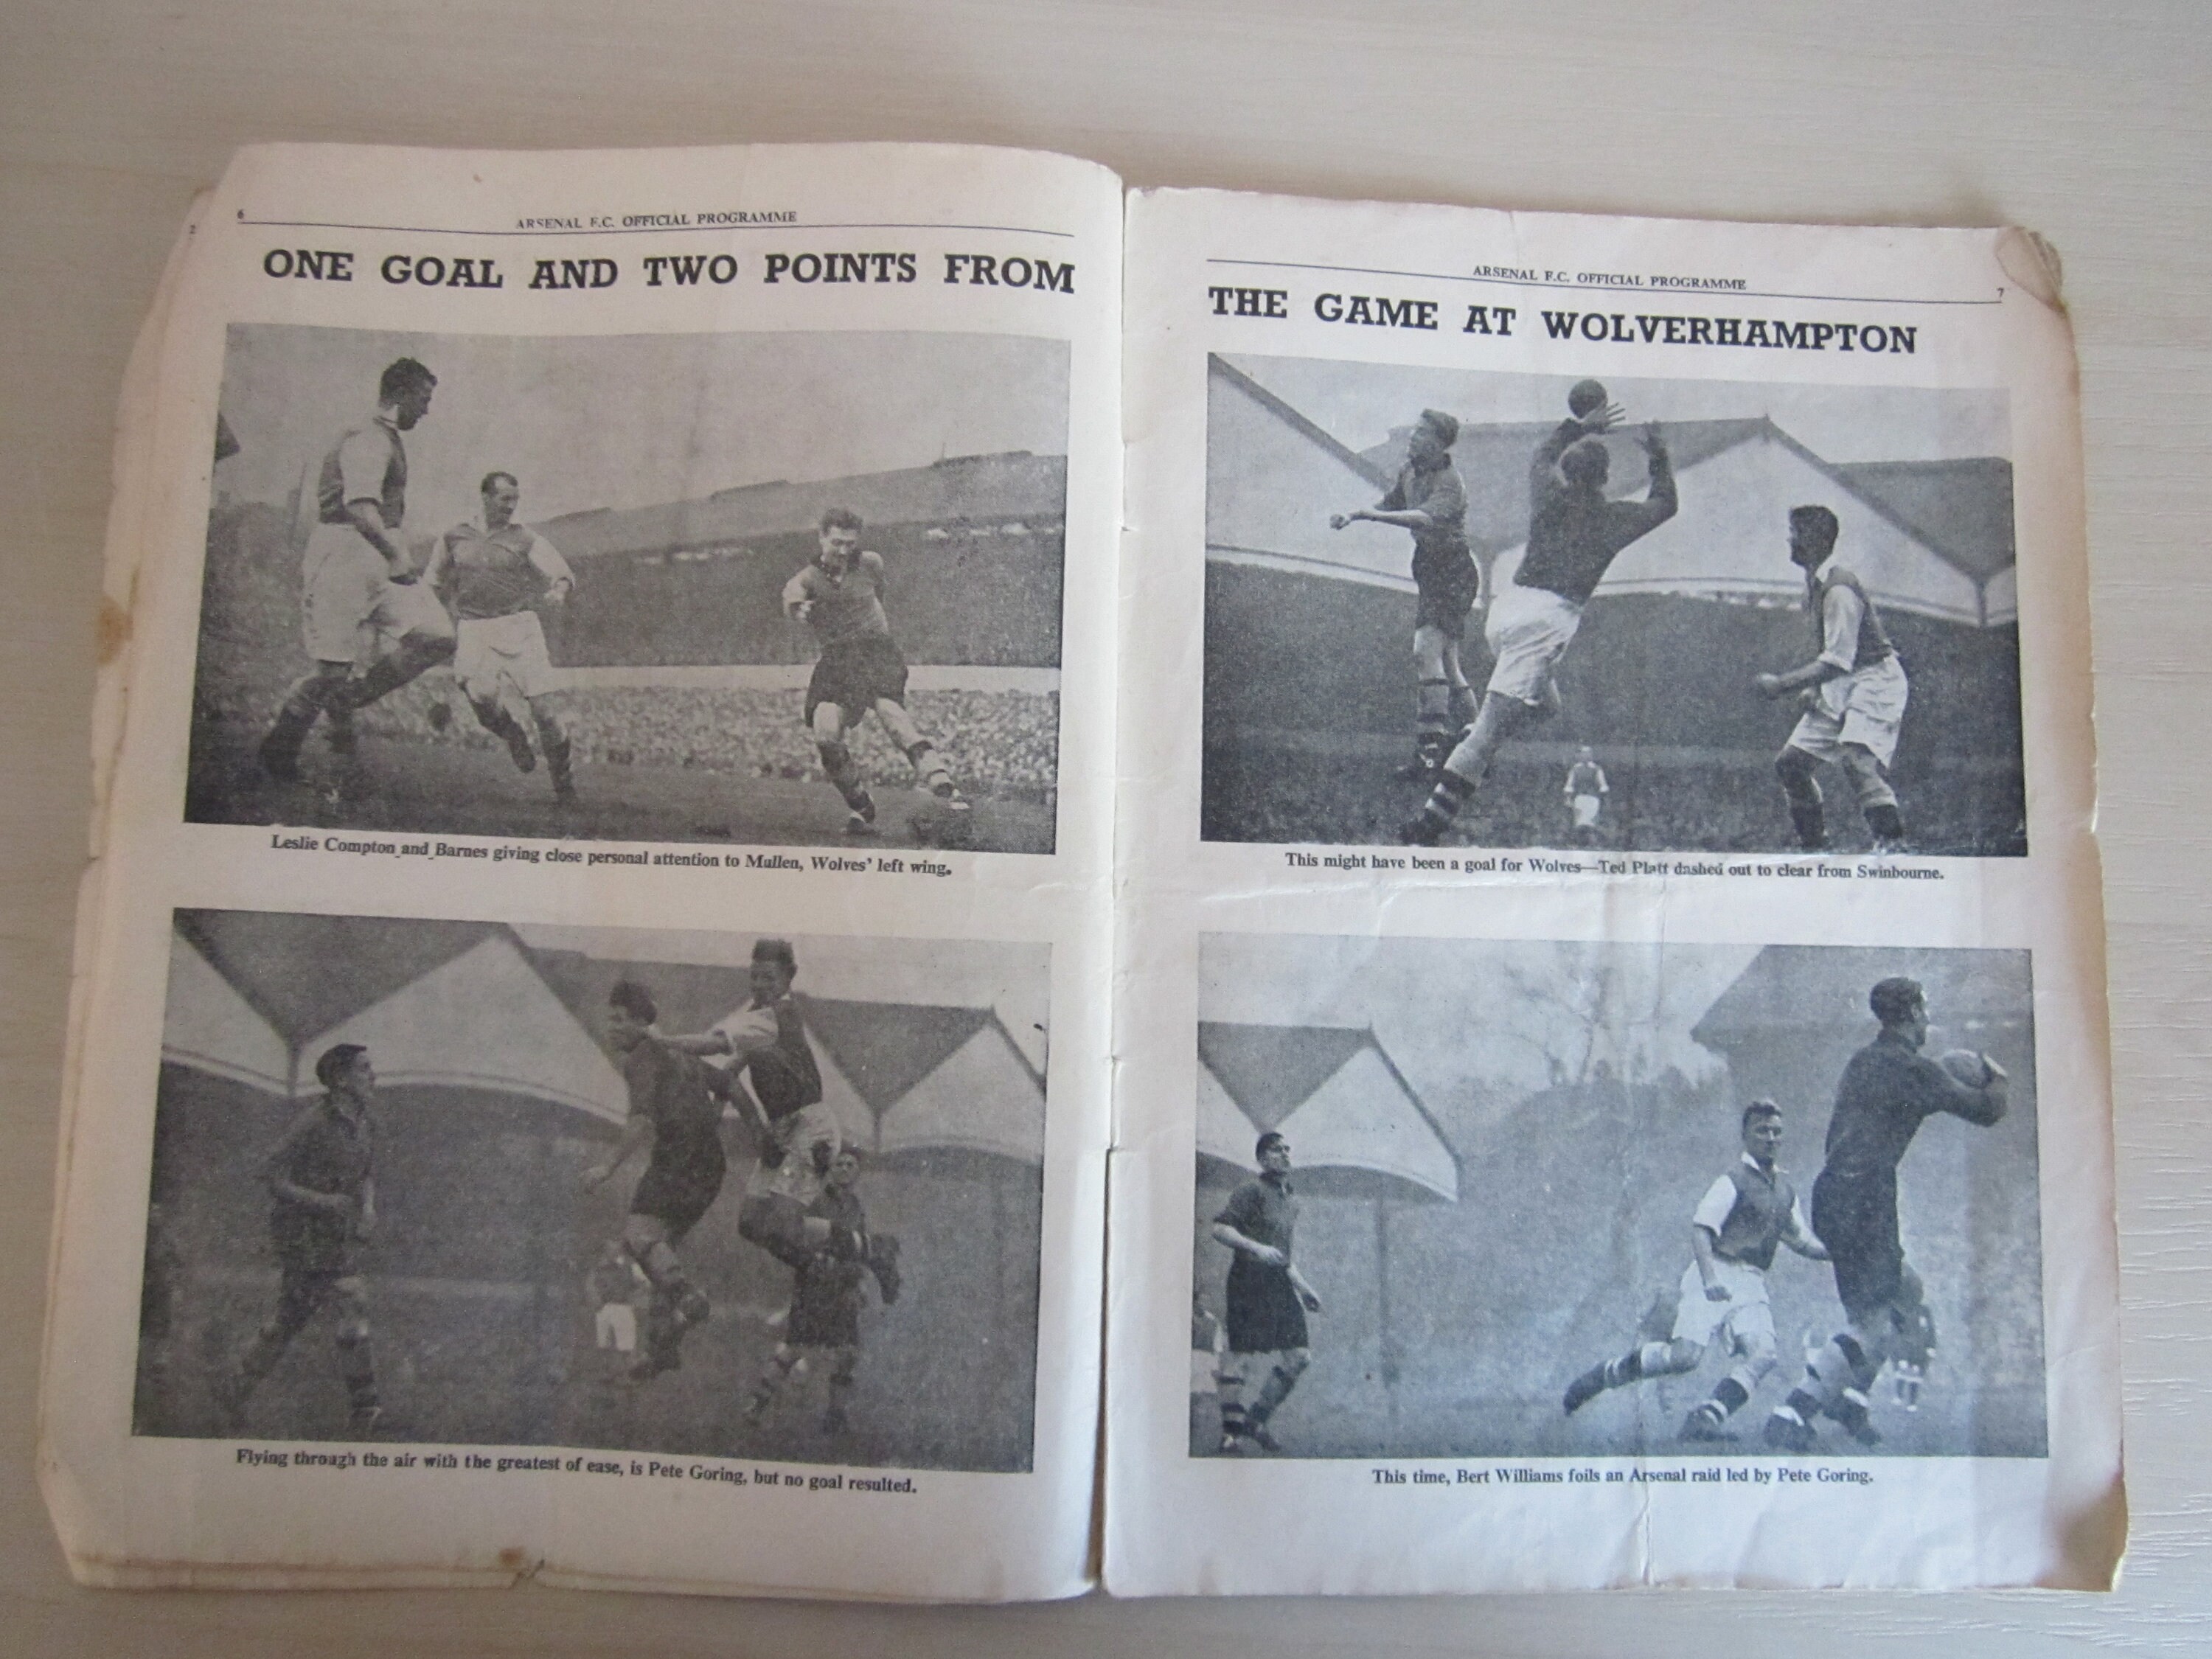 2
6
ARSENAL F.C. OFFICIAL PROGRAMME
ONE GOAL AND TWO POINTS FROM
Leslie Compton and Barnes giving close personal attention to Mullen, Wolves' left wing.
Flying through the air with the greatest of ease, is Pete Goring, but no goal resulted.
ARSENAL F.C. OFFICIAL PROGRAMME
7
THE GAME AT WOLVERHAMPTON
This might have been a goal for Wolves—Ted Platt dashed out to clear from Swinbourne.
This time, Bert Williams foils an Arsenal raid led by Pete Goring.